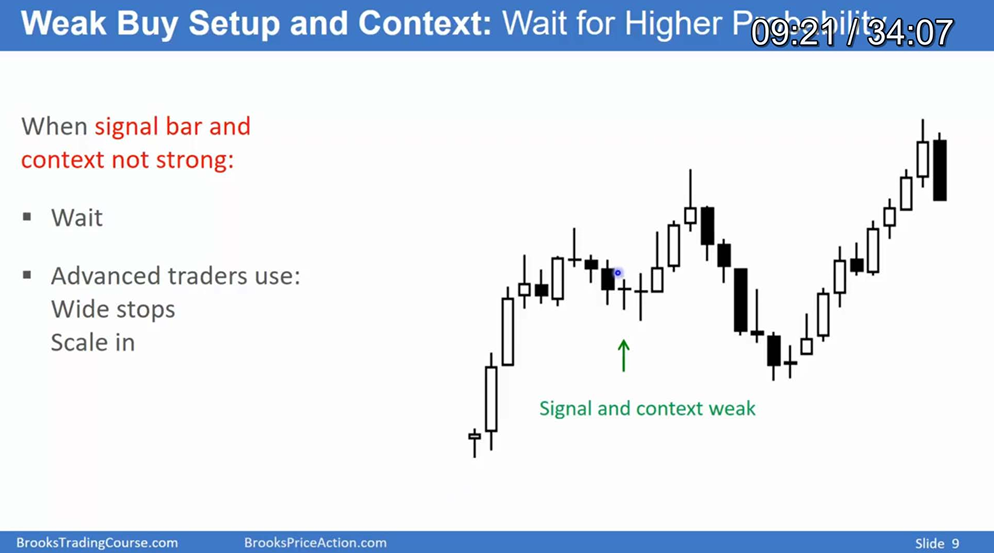 Weak Buy Setup and Context: Wait for Higher Probability
09:21 / 34:07
When signal bar and
context not strong:
▪ Wait
▪ Advanced traders use:
Wide stops
Scale in
Signal and context weak
BrooksTradingCourse.com
BrooksPriceAction.com
Slide 9